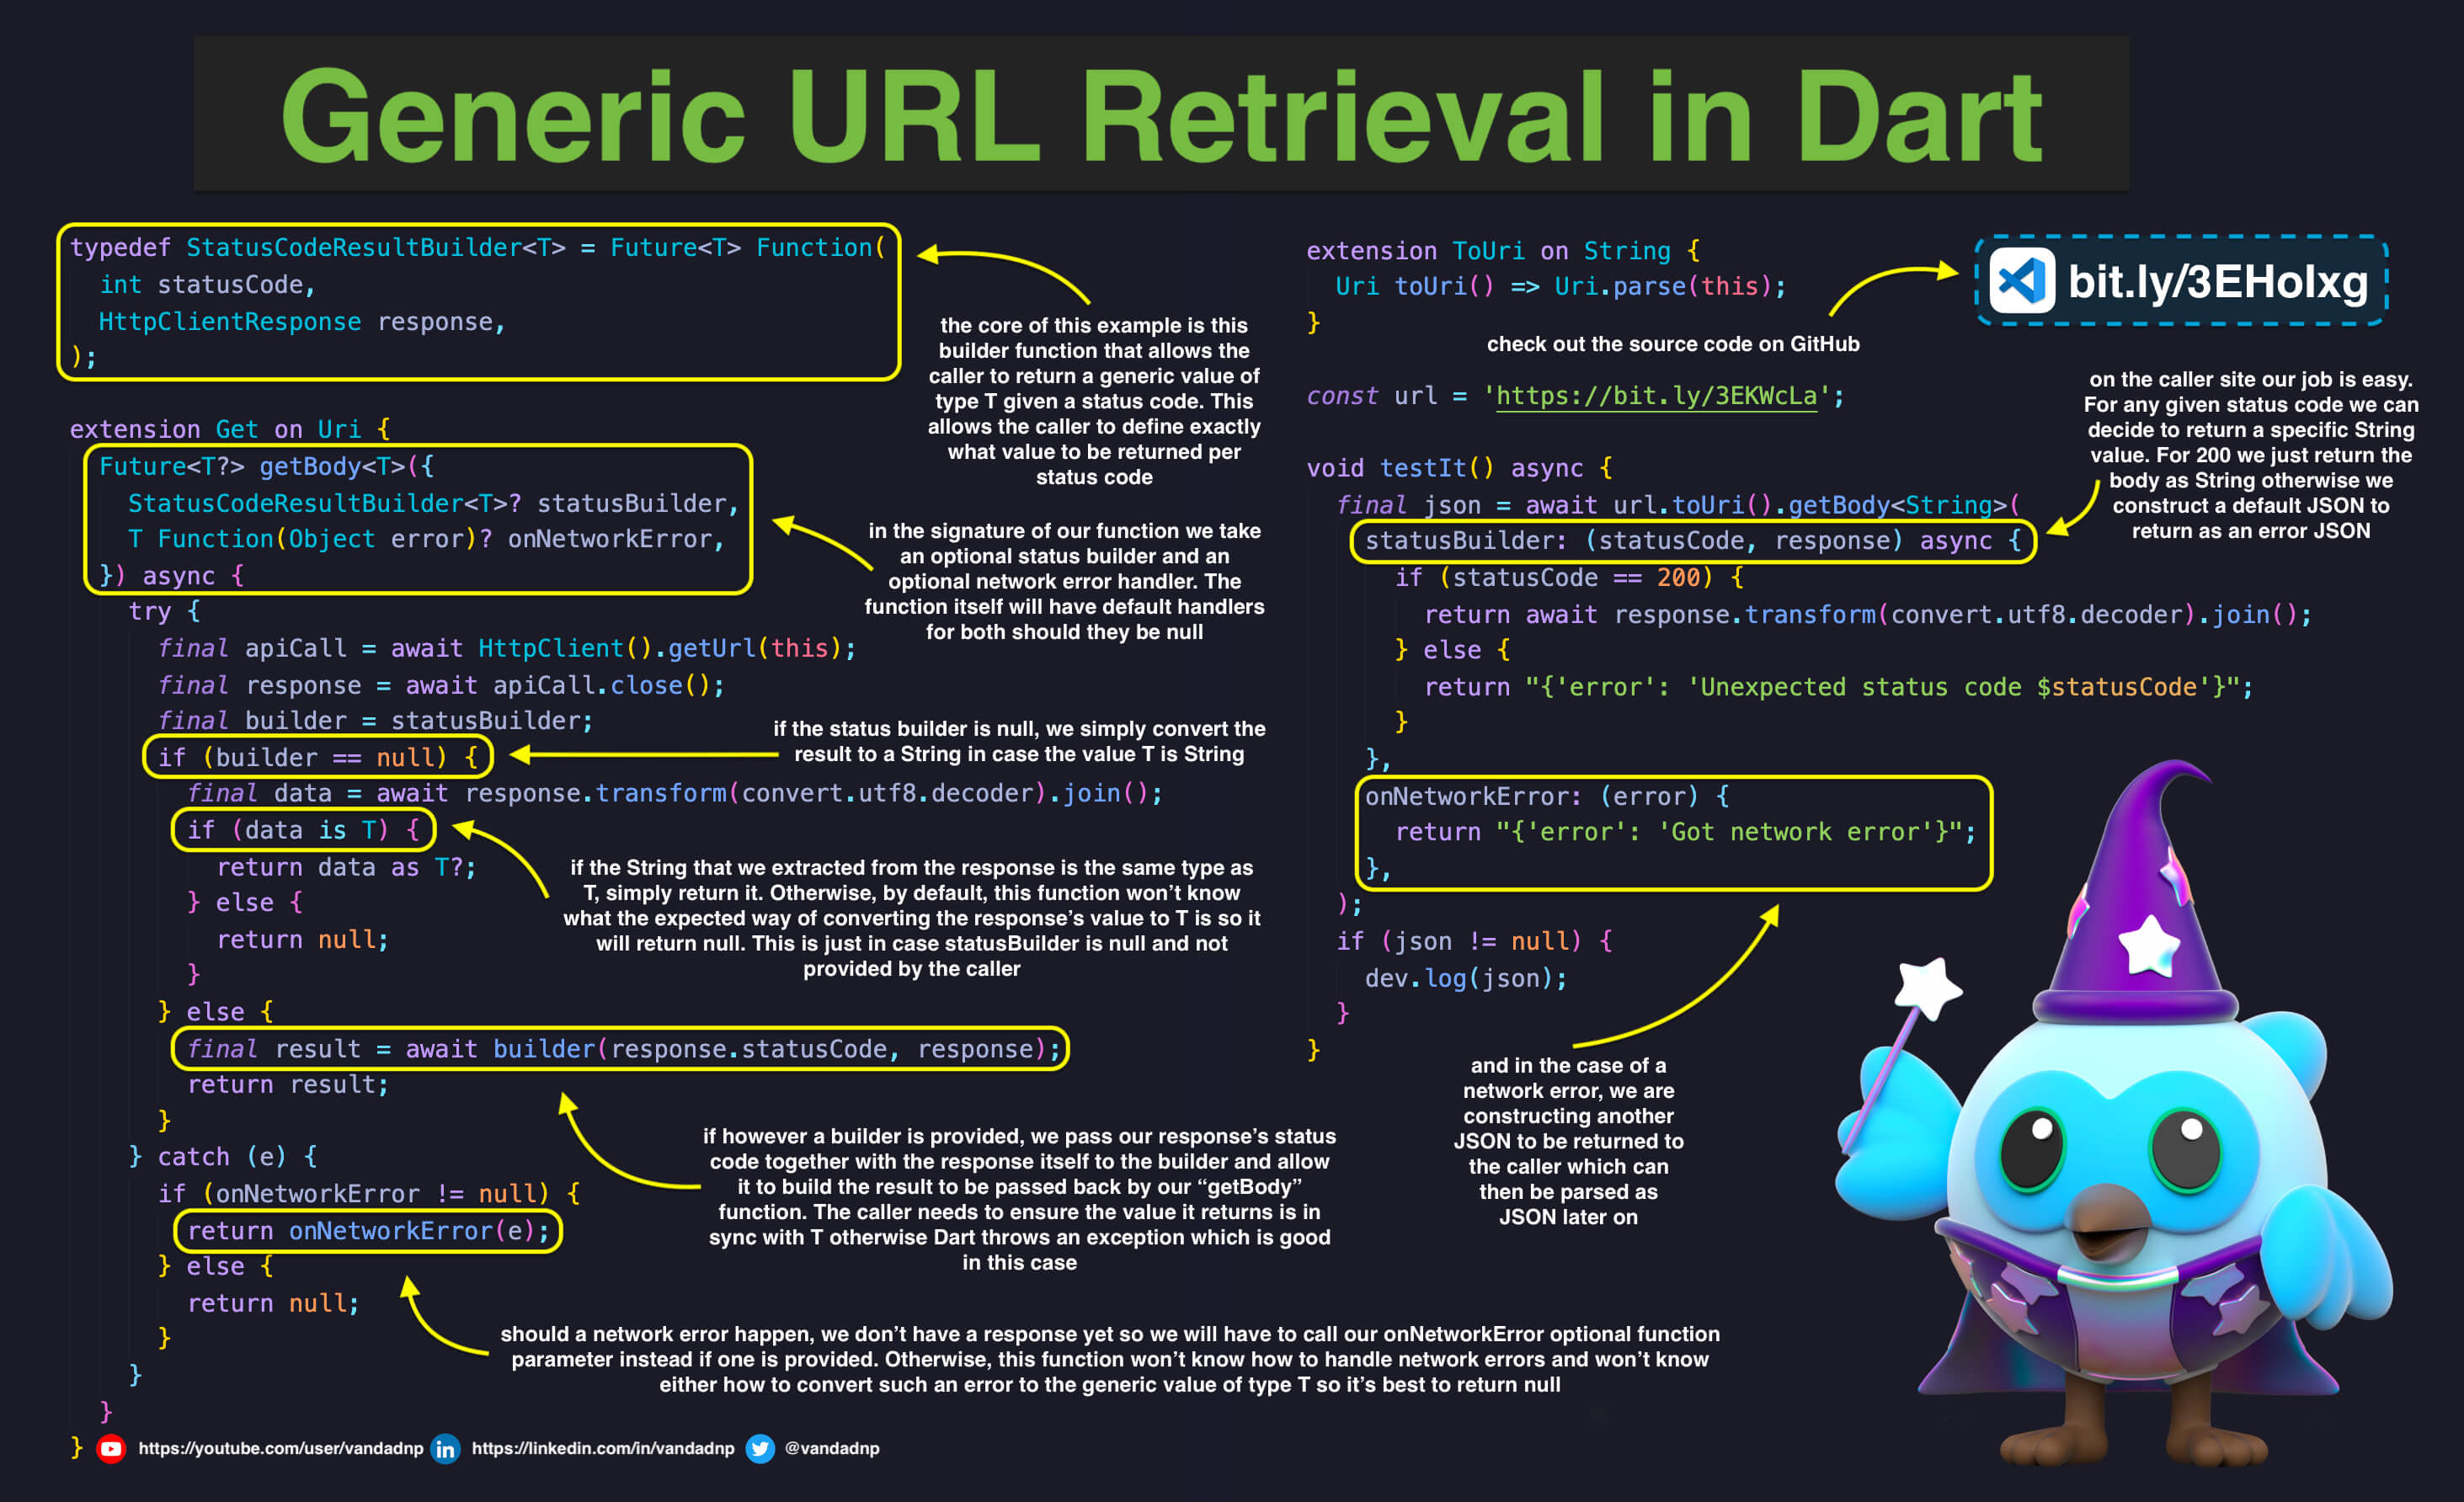 Generic URL Retrieval in Dart
typedef StatusCodeResultBuilder<T> = Future<T> Function(
int statusCode,
HttpClientResponse response,
);
the core of this example is this
builder function that allows the
caller to return a generic value of
type T given a status code. This
allows the caller to define exactly
what value to be returned per
status code
extension Get on Uri {
Future<T?> getBody<T>({
StatusCodeResultBuilder<T>? statusBuilder,
T Function(Object error)? onNetworkError,
}) async {
in the signature of our function we take
an optional status builder and an
optional network error handler. The
function itself will have default handlers
for both should they be null
try {
final apiCall = await HttpClient().getUrl(this);
final response = await apiCall.close();
final builder = statusBuilder;
if (builder == null) {
if the status builder is null, we simply convert the
result to a String in case the value T is String
final data = await response.transform(convert.utf8.decoder).join();
if (data is T) {
return data as T?;
} else {
return null;
}
if the String that we extracted from the response is the same type as
T, simply return it. Otherwise, by default, this function won’t know
what the expected way of converting the response’s value to T is so it
will return null. This is just in case statusBuilder is null and not
provided by the caller
} else {
final result = await builder(response.statusCode, response);
return result;
}
if however a builder is provided, we pass our response’s status
code together with the response itself to the builder and allow
it to build the result to be passed back by our “getBody”
function. The caller needs to ensure the value it returns is in
sync with T otherwise Dart throws an exception which is good
in this case
} catch (e) {
if (onNetworkError != null) {
return onNetworkError(e);
} else {
return null;
}
}
}
}
should a network error happen, we don’t have a response yet so we will have to call our onNetworkError optional function
parameter instead if one is provided. Otherwise, this function won’t know how to handle network errors and won’t know
either how to convert such an error to the generic value of type T so it’s best to return null
extension ToUri on String {
Uri toUri() => Uri.parse(this);
}
bit.ly/3EHolxg
check out the source code on GitHub
const url = 'https://bit.ly/3EKWcLa';
on the caller site our job is easy.
For any given status code we can
decide to return a specific String
value. For 200 we just return the
body as String otherwise we
construct a default JSON to
return as an error JSON
void testIt() async {
final json = await url.toUri().getBody<String>(
statusBuilder: (statusCode, response) async {
if (statusCode == 200) {
return await response.transform(convert.utf8.decoder).join();
} else {
return "{'error': 'Unexpected status code $statusCode'}";
}
},
onNetworkError: (error) {
return "{'error': 'Got network error'}";
},
);
if (json != null) {
dev.log(json);
}
}
and in the case of a
network error, we are
constructing another
JSON to be returned to
the caller which can
then be parsed as
JSON later on
https://youtube.com/user/vandadnp
in
https://linkedin.com/in/vandadnp
@vandadnp